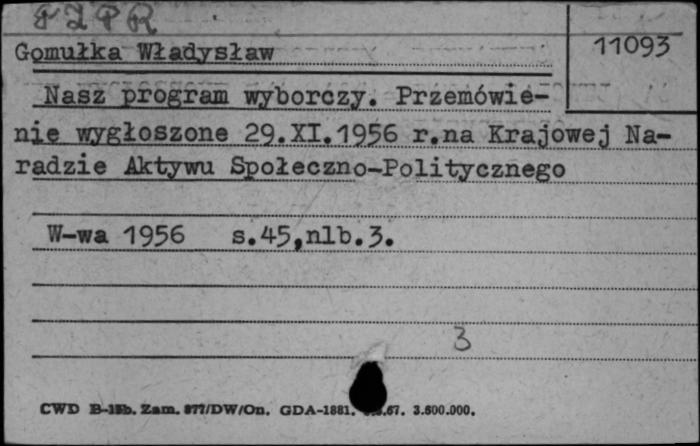 11093
Gomułka Władysław
Nasz program wyborczy. Przemówie-
nie wygłoszone 29.XI.1956 r.na Krajowej Na-
radzie Aktywu Społeczno-Politycznego
W-wa 1956 s.45,nlb.3.
3
CWD B-15b. Zam. 877/DW/On. GDA-1881. 67. 3.600.000.